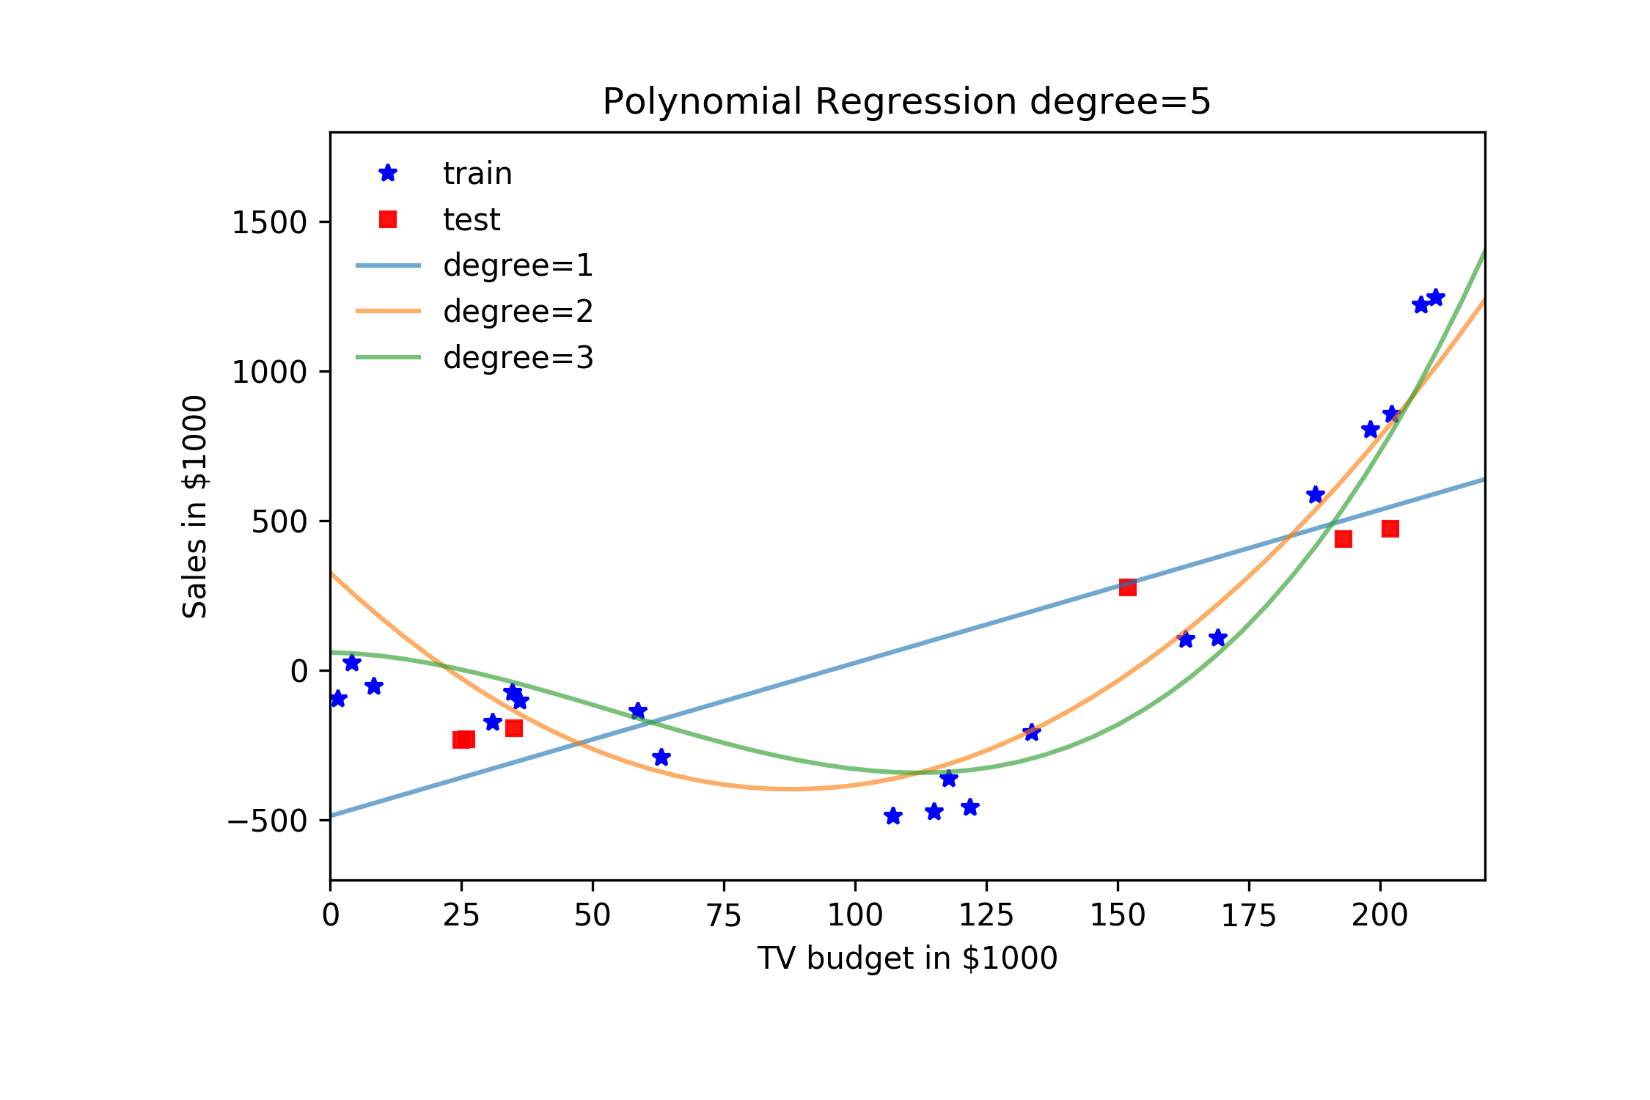 Polynomial Regression degree=5
train
test
degree=1
degree=2
degree=3
1500
1000
500
0
−500
Sales in $1000
0 25 50 75 100 125 150 175 200
TV budget in $1000